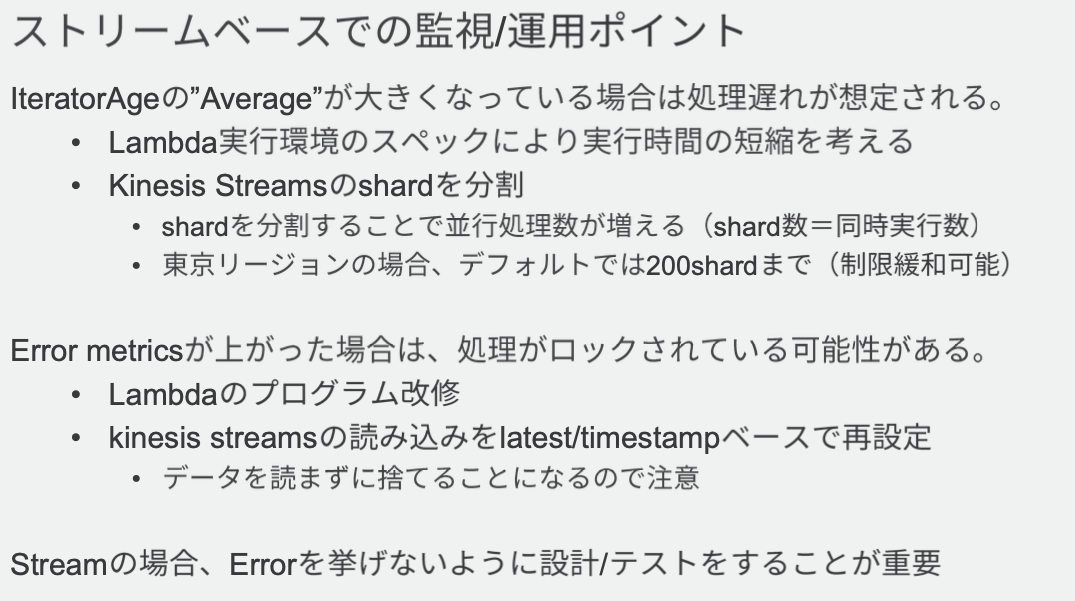 ストリームベースでの監視/運用ポイント
IteratorAgeの”Average”が大きくなっている場合は処理遅れが想定される。
• Lambda実行環境のスペックにより実行時間の短縮を考える
• Kinesis Streamsのshardを分割
• shardを分割することで並行処理数が増える（shard数＝同時実行数）
• 東京リージョンの場合、デフォルトでは200shardまで（制限緩和可能）
Error metricsが上がった場合は、処理がロックされている可能性がある。
• Lambdaのプログラム改修
• kinesis streamsの読み込みをlatest/timestampベースで再設定
• データを読まずに捨てることになるので注意
Streamの場合、Errorを挙げないように設計/テストをすることが重要